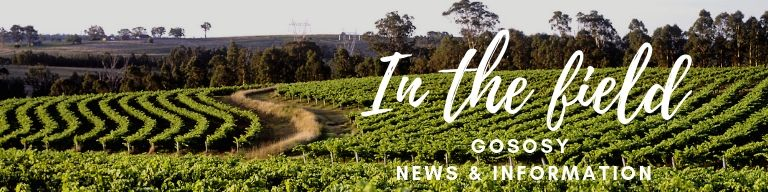 In the field
GOSOSY
NEWS & INFORMATION